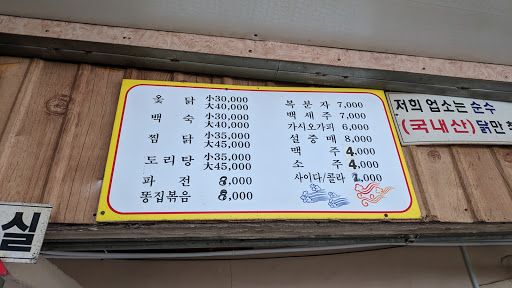 옻 닭 小30,000
大40,000
백 숙 小30,000
大40,000
찜 닭 小35,000
大45,000
도 리 탕 小35,000
大45,000
파 전 8,000
똥집볶음 8,000
복 분 자 7,000
백 세 주 7,000
가시오가피 6,000
설 중 매 8,000
맥 주 4,000
소 주 4,000
사이다/콜라
저희 업소는 순수
(국내산) 닭만
실